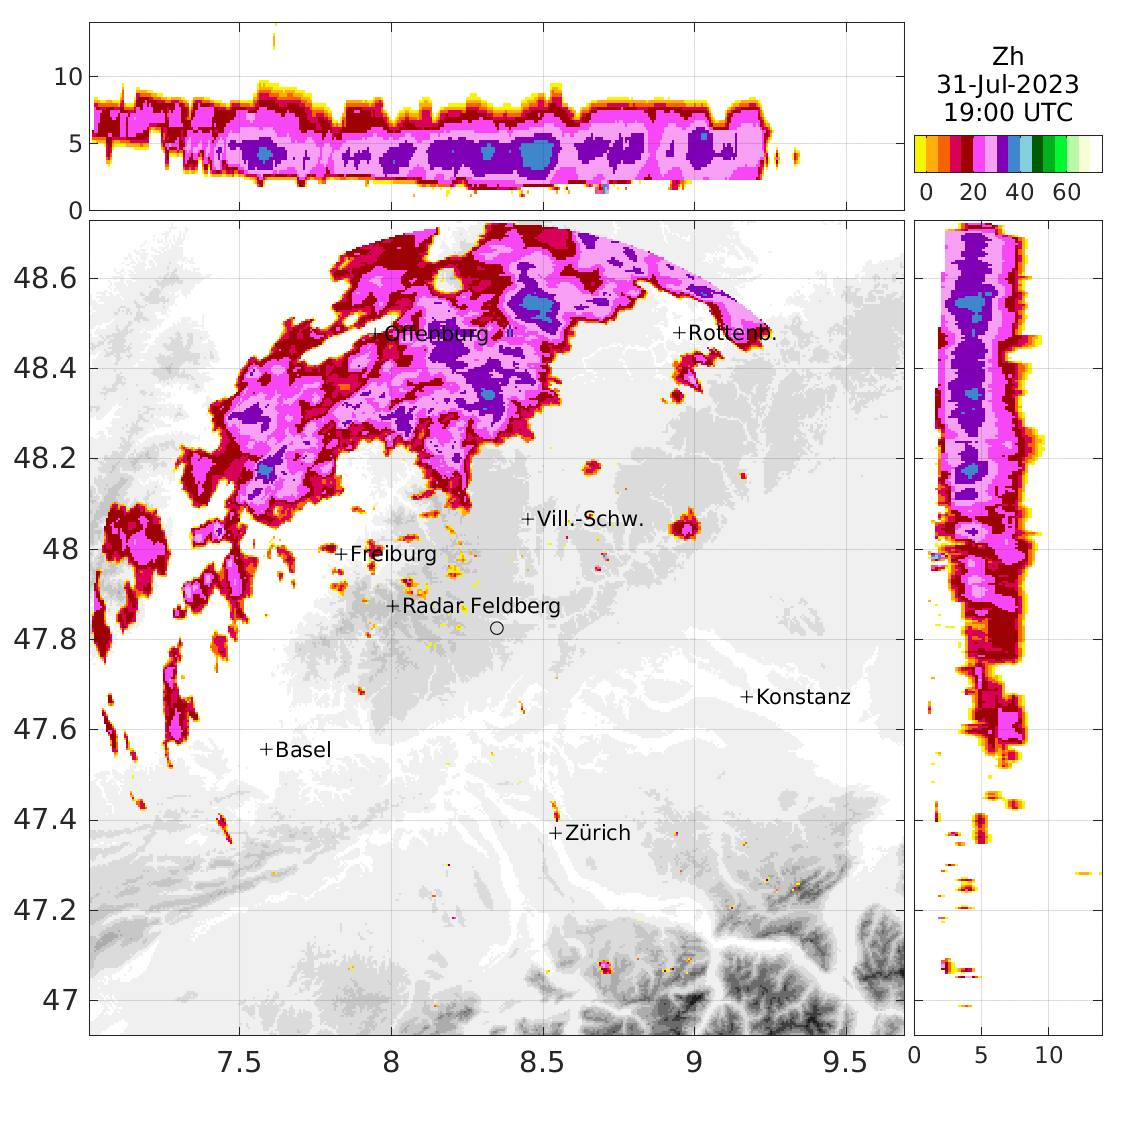 Zh
31-Jul-2023
19:00 UTC
0 20 40 60
10
5
0
48.6
48.4
48.2
48
47.8
47.6
47.4
47.2
47
+Offenburg
+Rottenb.
+Vill.-Schw.
+Freiburg
+Radar Feldberg
+Konstanz
+Basel
+Zürich
7.5 8 8.5 9 9.5
0 5 10